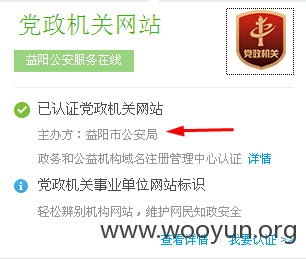 党政机关网站
党政机关
益阳公安服务在线
已认证党政机关网站
主办方：益阳市公安局
政务和公益机构域名注册管理中心认证 详情
党政机关事业单位网站标识
轻松辨别机构网站，维护网民知政安全
www.wooyun.org
查看详情 我要认证 >>